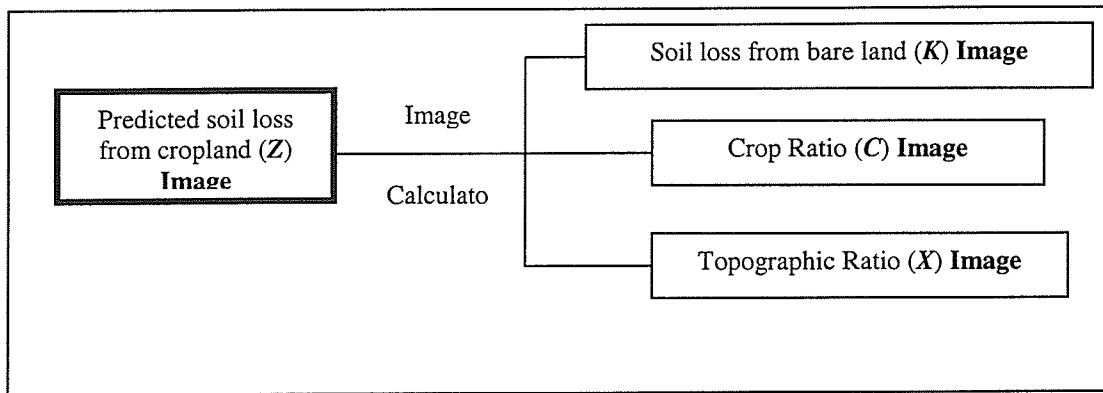 Predicted soil loss
from cropland (Z)
Image
Image
Calculato
Soil loss from bare land (K) Image
Crop Ratio (C) Image
Topographic Ratio (X) Image